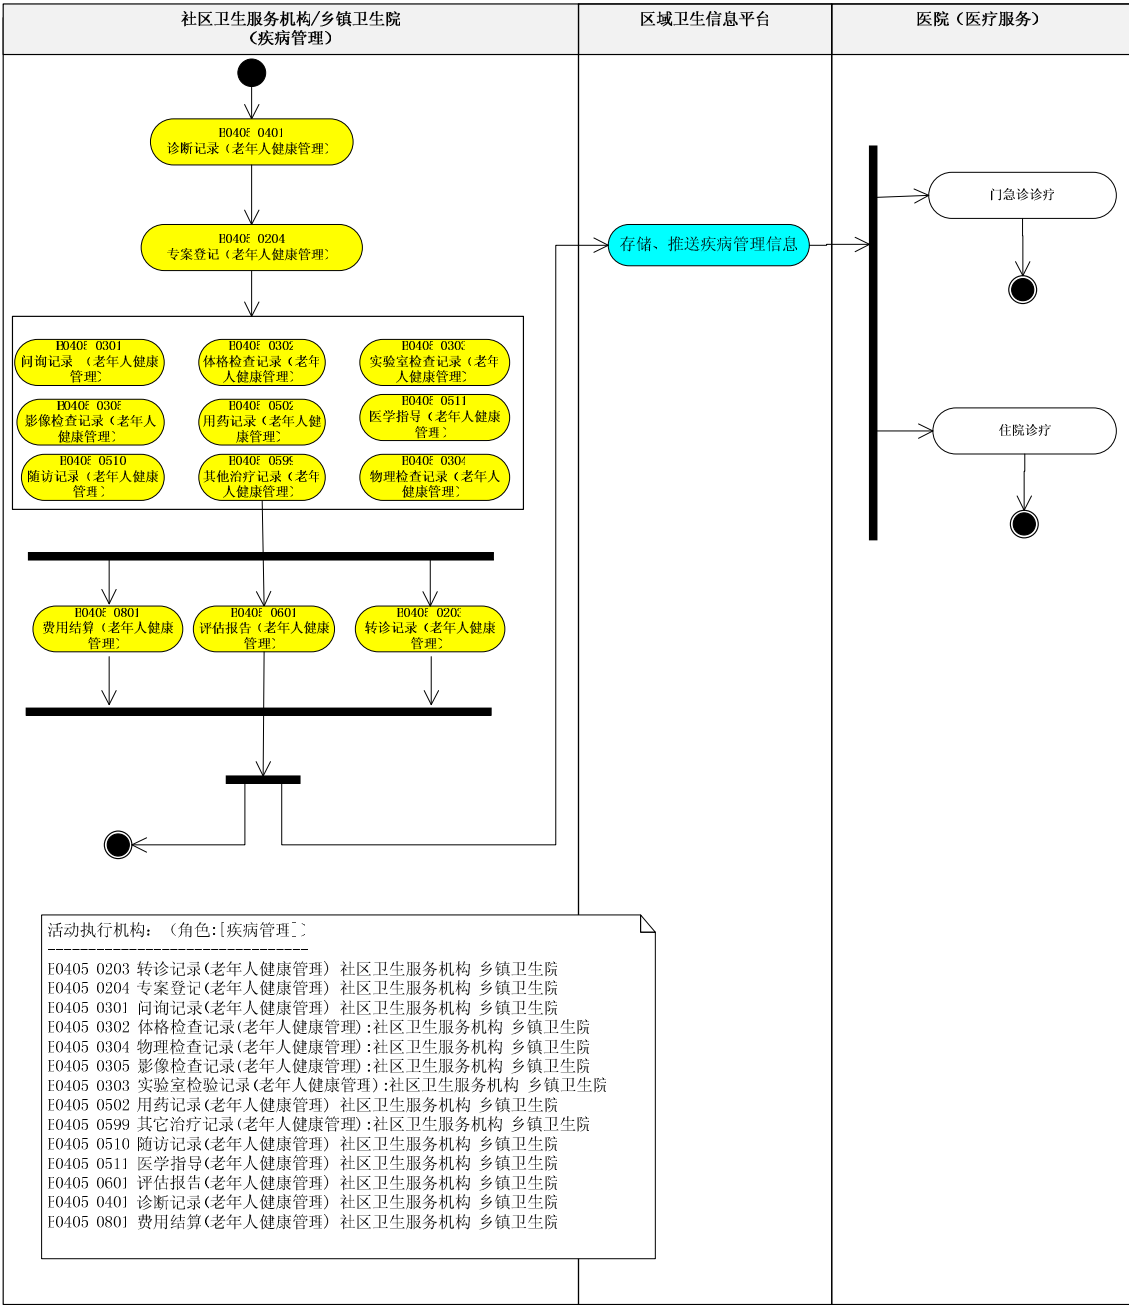 社区卫生服务机构/乡镇卫生院
（疾病管理）
区域卫生信息平台
医院（医疗服务）
E0405 0401
诊断记录（老年人健康管理）
E0405 0204
专案登记（老年人健康管理）
存储、推送疾病管理信息
门急诊诊疗
住院诊疗
E0405 0301
问询记录 （老年人健康
管理）
E0405 0302
体格检查记录（老年
人健康管理）
E0405 0303
实验室检查记录（老年
人健康管理）
E0405 0305
影像检查记录（老年人
健康管理）
E0405 0502
用药记录（老年人健
康管理）
E0405 0511
医学指导（老年人健康
管理）
E0405 0510
随访记录（老年人健康
管理）
E0405 0599
其他治疗记录（老年
人健康管理）
E0405 0304
物理检查记录（老年人
健康管理）
E0405 0801
费用结算（老年人健康
管理）
E0405 0601
评估报告（老年人健康
管理）
E0405 0203
转诊记录（老年人健康
管理）
活动执行机构：（角色:[疾病管理]）
--------------------------------
E0405 0203 转诊记录(老年人健康管理) 社区卫生服务机构 乡镇卫生院
E0405 0204 专案登记(老年人健康管理) 社区卫生服务机构 乡镇卫生院
E0405 0301 问询记录(老年人健康管理) 社区卫生服务机构 乡镇卫生院
E0405 0302 体格检查记录(老年人健康管理):社区卫生服务机构 乡镇卫生院
E0405 0304 物理检查记录(老年人健康管理):社区卫生服务机构 乡镇卫生院
E0405 0305 影像检查记录(老年人健康管理):社区卫生服务机构 乡镇卫生院
E0405 0303 实验室检验记录(老年人健康管理):社区卫生服务机构 乡镇卫生院
E0405 0502 用药记录(老年人健康管理) 社区卫生服务机构 乡镇卫生院
E0405 0599 其它治疗记录(老年人健康管理):社区卫生服务机构 乡镇卫生院
E0405 0510 随访记录(老年人健康管理) 社区卫生服务机构 乡镇卫生院
E0405 0511 医学指导(老年人健康管理) 社区卫生服务机构 乡镇卫生院
E0405 0601 评估报告(老年人健康管理) 社区卫生服务机构 乡镇卫生院
E0405 0401 诊断记录(老年人健康管理) 社区卫生服务机构 乡镇卫生院
E0405 0801 费用结算(老年人健康管理) 社区卫生服务机构 乡镇卫生院